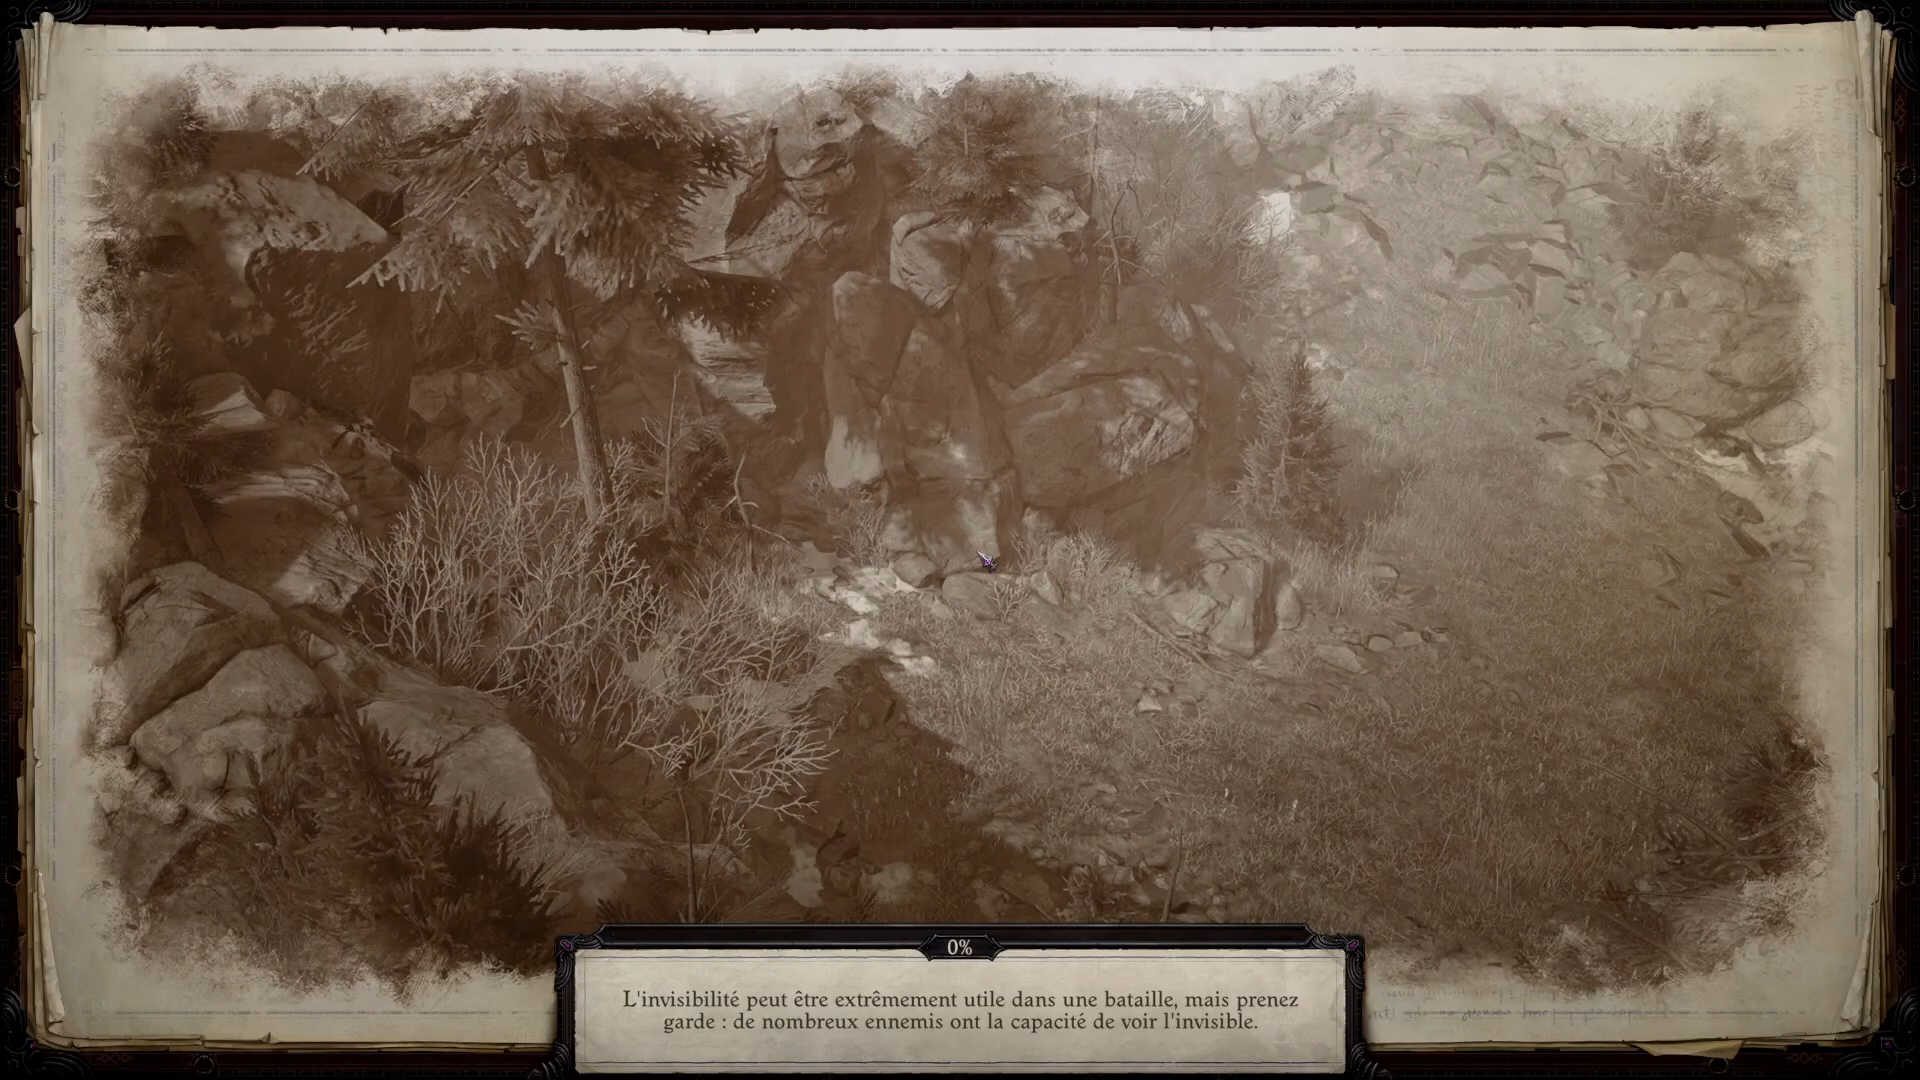 0%
L'invisibilité peut être extrêmement utile dans une bataille, mais prenez
garde : de nombreux ennemis ont la capacité de voir l'invisible.